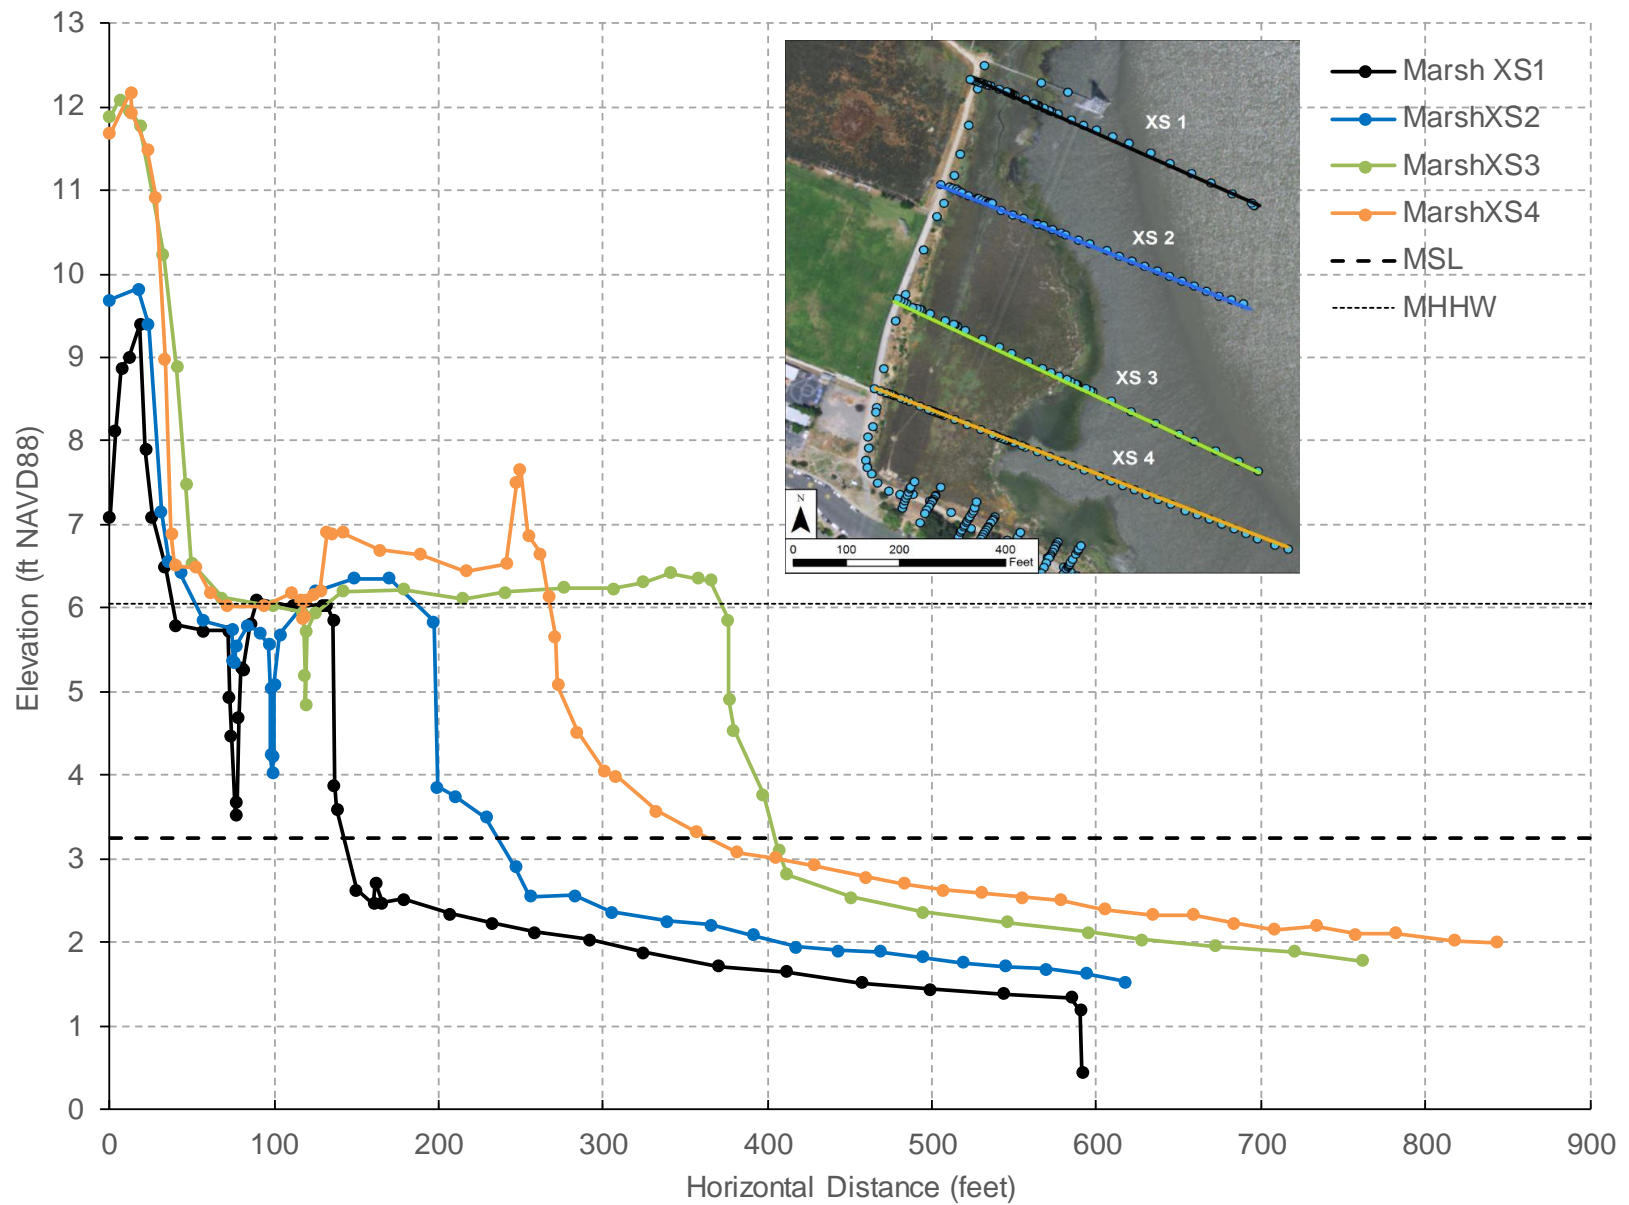 13
12
11
10
9
8
7
6
5
4
3
2
1
0
Elevation (ft NAVD88)
0 100 200 300 400 500 600 700 800 900
Horizontal Distance (feet)
XS 1
XS 2
XS 3
XS 4
N
0 100 200 400
Feet
Marsh XS1
MarshXS2
MarshXS3
MarshXS4
MSL
MHHW